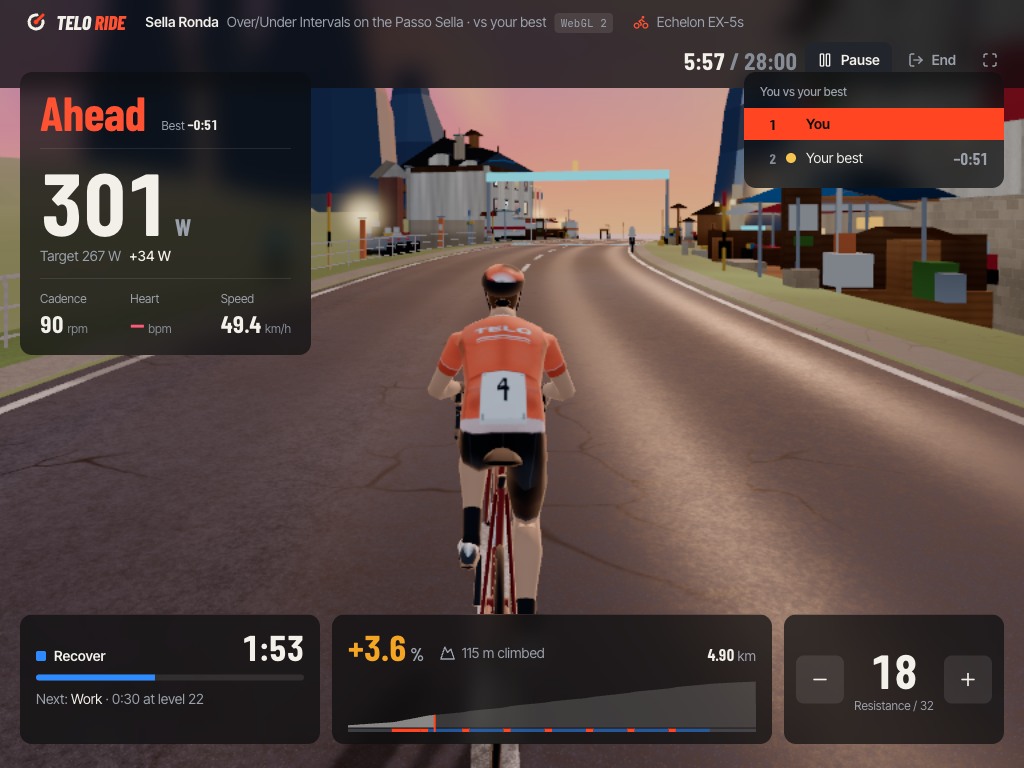 TELO RIDE Sella Ronda Over/Under Intervals on the Passo Sella · vs your best WebGL 2 Echelon EX-5s
5:57 / 28:00 Pause End
Ahead Best −0:51
301 W
Target 267 W +34 W
Cadence Heart Speed
90 rpm – bpm 49.4 km/h
You vs your best
1 You
2 Your best −0:51
TELO
4
Recover 1:53
Next: Work · 0:30 at level 22
+3.6 % 115 m climbed 4.90 km
− 18 +
Resistance / 32